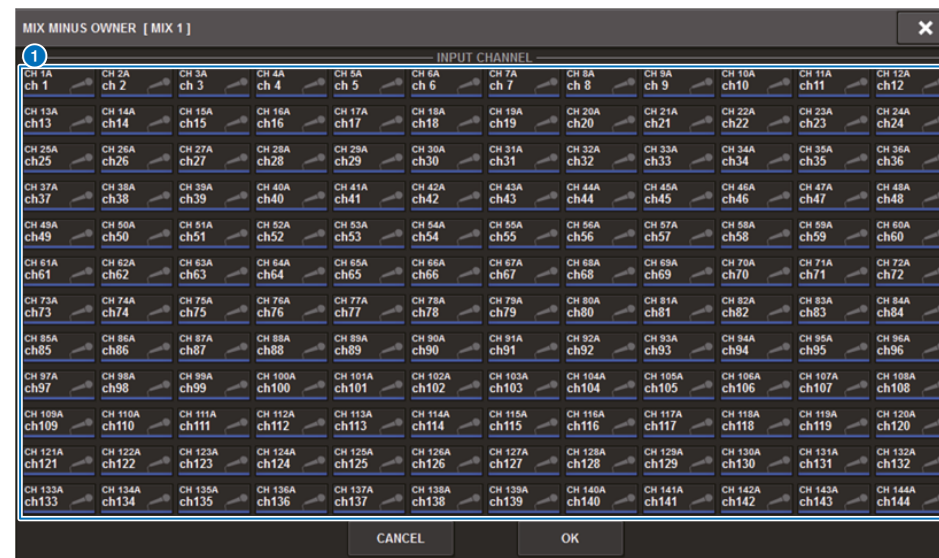 MIX MINUS OWNER [ MIX 1 ]
1
INPUT CHANNEL
CH 1A CH 2A CH 3A CH 4A CH 5A CH 6A CH 7A CH 8A CH 9A CH 10A CH 11A CH 12A
ch 1 ch 2 ch 3 ch 4 ch 5 ch 6 ch 7 ch 8 ch 9 ch10 ch11 ch12
CH 13A CH 14A CH 15A CH 16A CH 17A CH 18A CH 19A CH 20A CH 21A CH 22A CH 23A CH 24A
ch13 ch14 ch15 ch16 ch17 ch18 ch19 ch20 ch21 ch22 ch23 ch24
CH 25A CH 26A CH 27A CH 28A CH 29A CH 30A CH 31A CH 32A CH 33A CH 34A CH 35A CH 36A
ch25 ch26 ch27 ch28 ch29 ch30 ch31 ch32 ch33 ch34 ch35 ch36
CH 37A CH 38A CH 39A CH 40A CH 41A CH 42A CH 43A CH 44A CH 45A CH 46A CH 47A CH 48A
ch37 ch38 ch39 ch40 ch41 ch42 ch43 ch44 ch45 ch46 ch47 ch48
CH 49A CH 50A CH 51A CH 52A CH 53A CH 54A CH 55A CH 56A CH 57A CH 58A CH 59A CH 60A
ch49 ch50 ch51 ch52 ch53 ch54 ch55 ch56 ch57 ch58 ch59 ch60
CH 61A CH 62A CH 63A CH 64A CH 65A CH 66A CH 67A CH 68A CH 69A CH 70A CH 71A CH 72A
ch61 ch62 ch63 ch64 ch65 ch66 ch67 ch68 ch69 ch70 ch71 ch72
CH 73A CH 74A CH 75A CH 76A CH 77A CH 78A CH 79A CH 80A CH 81A CH 82A CH 83A CH 84A
ch73 ch74 ch75 ch76 ch77 ch78 ch79 ch80 ch81 ch82 ch83 ch84
CH 85A CH 86A CH 87A CH 88A CH 89A CH 90A CH 91A CH 92A CH 93A CH 94A CH 95A CH 96A
ch85 ch86 ch87 ch88 ch89 ch90 ch91 ch92 ch93 ch94 ch95 ch96
CH 97A CH 98A CH 99A CH 100A CH 101A CH 102A CH 103A CH 104A CH 105A CH 106A CH 107A CH 108A
ch97 ch98 ch99 ch100 ch101 ch102 ch103 ch104 ch105 ch106 ch107 ch108
CH 109A CH 110A CH 111A CH 112A CH 113A CH 114A CH 115A CH 116A CH 117A CH 118A CH 119A CH 120A
ch109 ch110 ch111 ch112 ch113 ch114 ch115 ch116 ch117 ch118 ch119 ch120
CH 121A CH 122A CH 123A CH 124A CH 125A CH 126A CH 127A CH 128A CH 129A CH 130A CH 131A CH 132A
ch121 ch122 ch123 ch124 ch125 ch126 ch127 ch128 ch129 ch130 ch131 ch132
CH 133A CH 134A CH 135A CH 136A CH 137A CH 138A CH 139A CH 140A CH 141A CH 142A CH 143A CH 144A
ch133 ch134 ch135 ch136 ch137 ch138 ch139 ch140 ch141 ch142 ch143 ch144
CANCEL OK